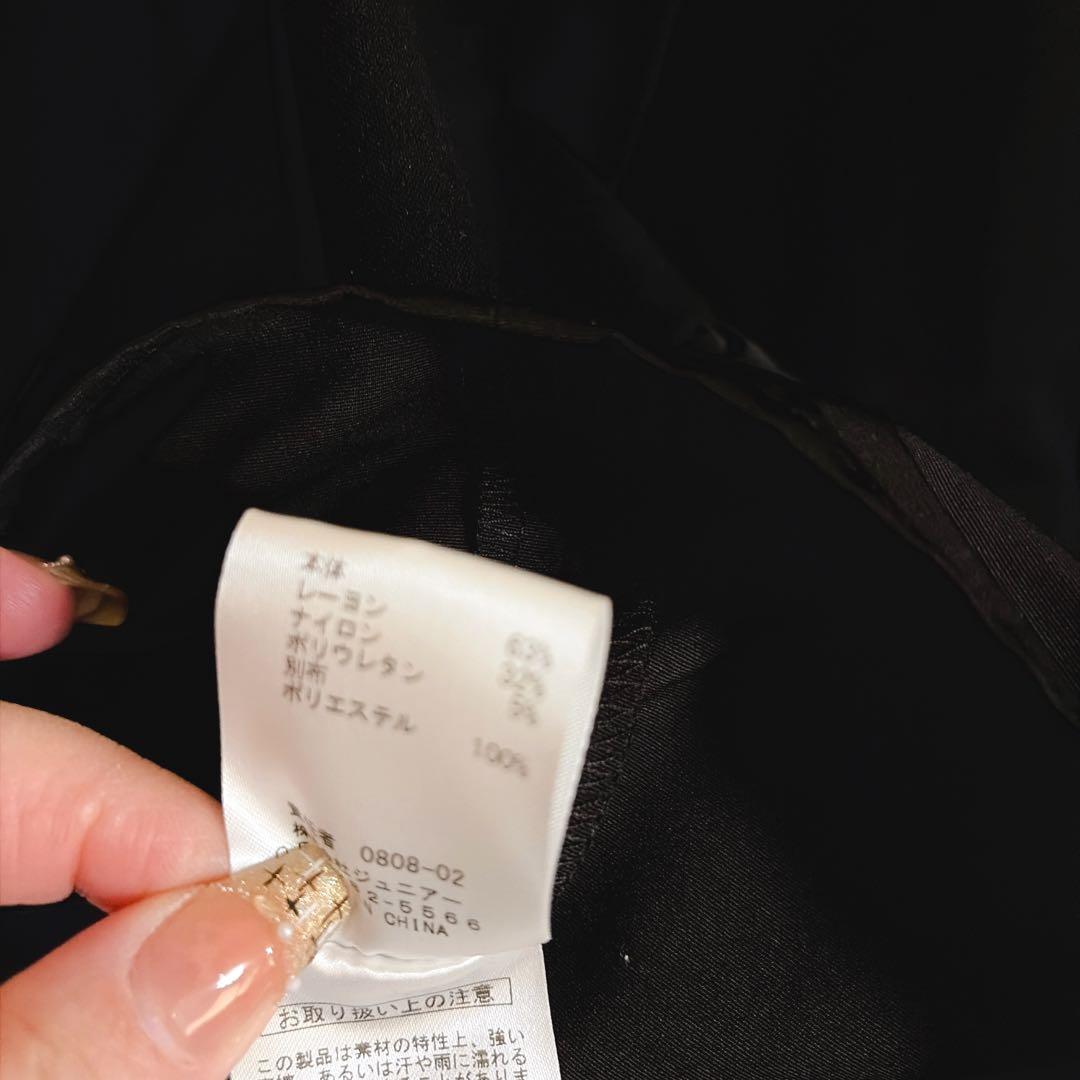 本体
レーヨン 63%
ナイロン 32%
ポリウレタン 5%
別布
ポリエステル 100%
0808-02
ジュニアー
2-5566
CHINA
お取り扱い上の注意
この製品は素材の特性上、強い
あるいは汗や雨に濡れる